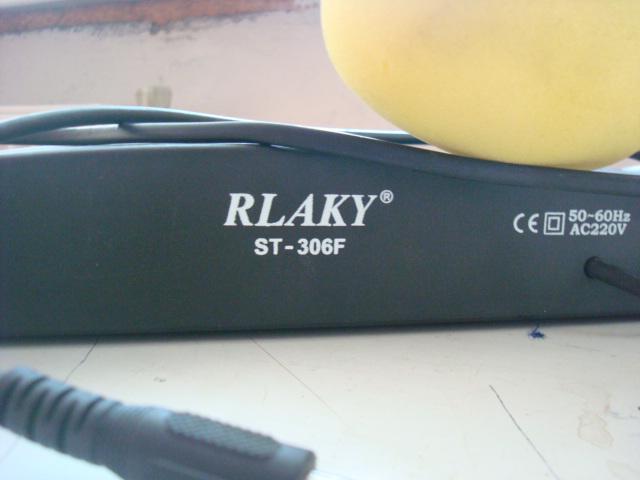 RLAKY®
ST-306F
CE 50~60Hz
AC220V